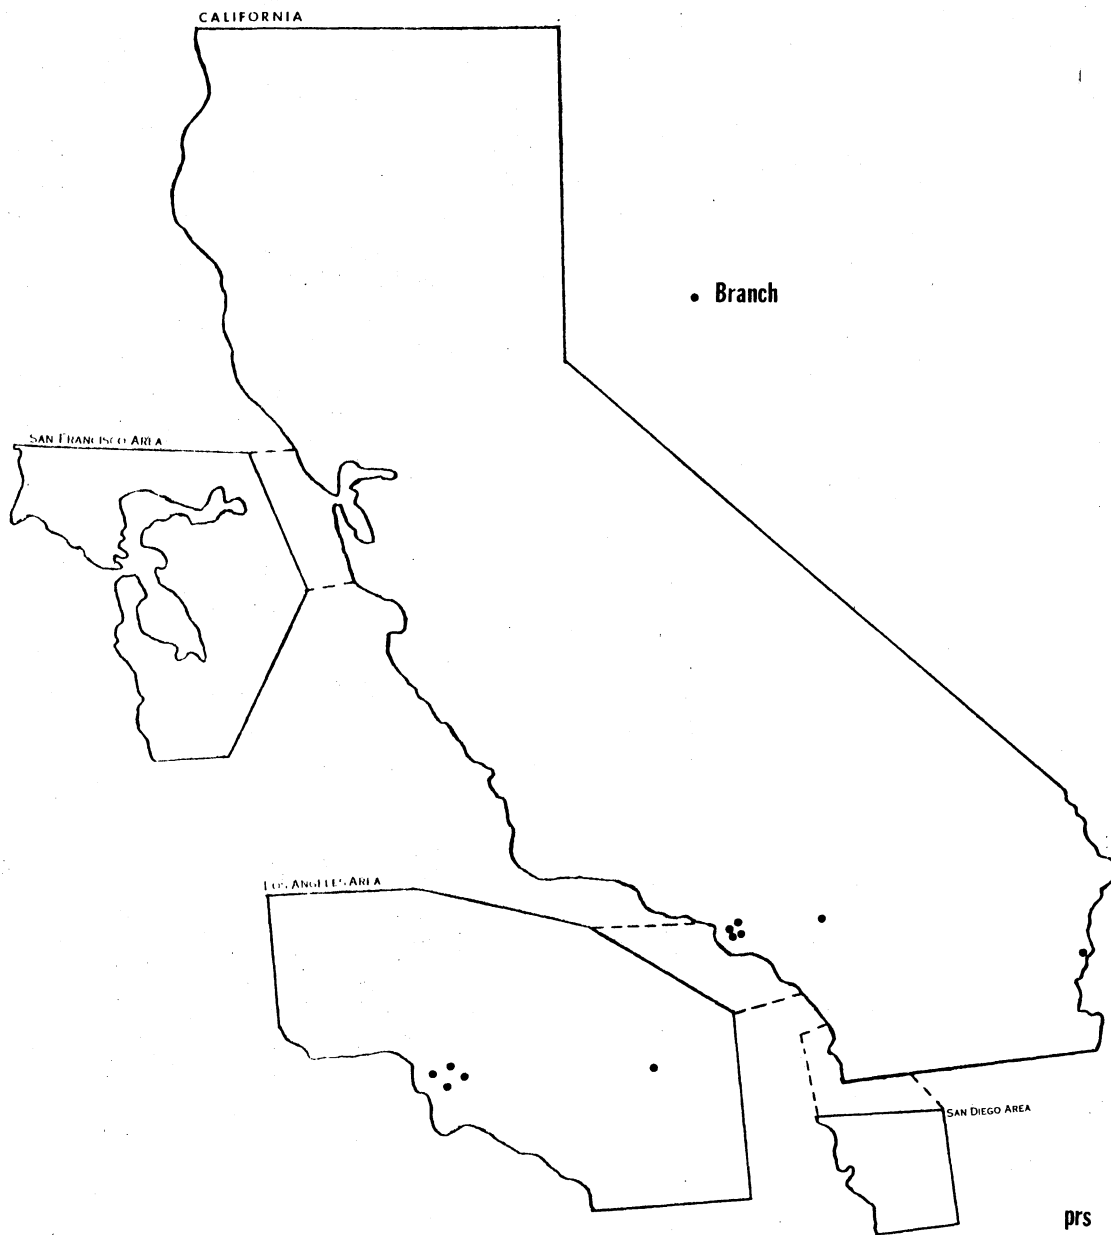 CALIFORNIA
Branch
SAN FRANCISCO AREA
LOS ANGELES AREA
SAN DIEGO AREA
prs